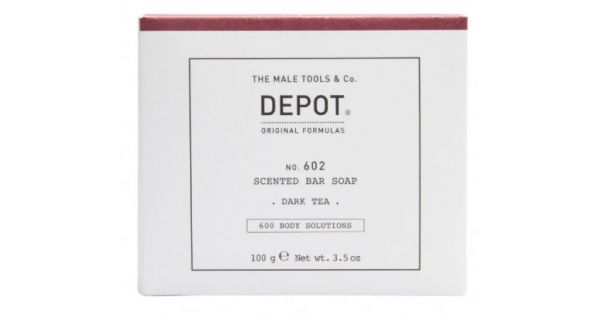 THE MALE TOOLS & Co.
DEPOT®
ORIGINAL FORMULAS
NO. 602
SCENTED BAR SOAP
. DARK TEA .
600 BODY SOLUTIONS
100 g ℮ Net wt. 3.5 oz